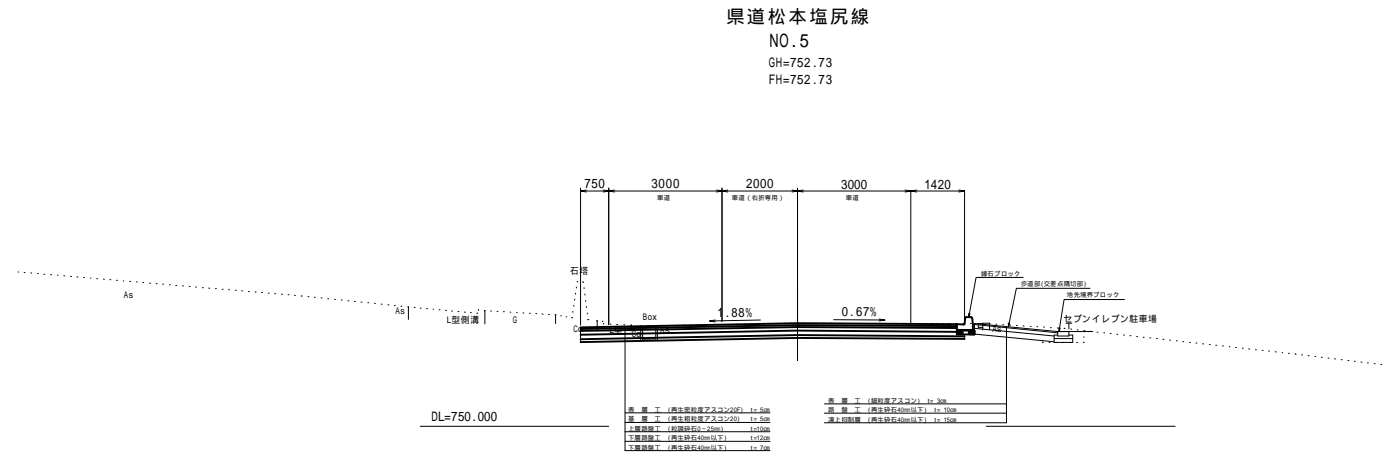 県道松本塩尻線
NO.5
GH=752.73
FH=752.73
750 3000 2000 3000 1420
車道 車道(右折専用) 車道
石塔
縁石ブロック
歩道部(交差点隅切部)
地先境界ブロック
セブンイレブン駐車場
As
As
L型側溝
G
Co
Box
1.88%
0.67%
As
DL=750.000
表 層 工 (再生密粒度アスコン20F) t= 5cm
基 層 工 (再生粗粒度アスコン20) t= 5cm
上層路盤工 (粒調砕石0~25mm) t=10cm
下層路盤工 (再生砕石40mm以下) t=12cm
下層路盤工 (再生砕石40mm以下) t= 7cm
表 層 工 (細粒度アスコン) t= 3cm
路 盤 工 (再生砕石40mm以下) t= 10cm
凍上抑制層 (再生砕石40mm以下) t= 15cm